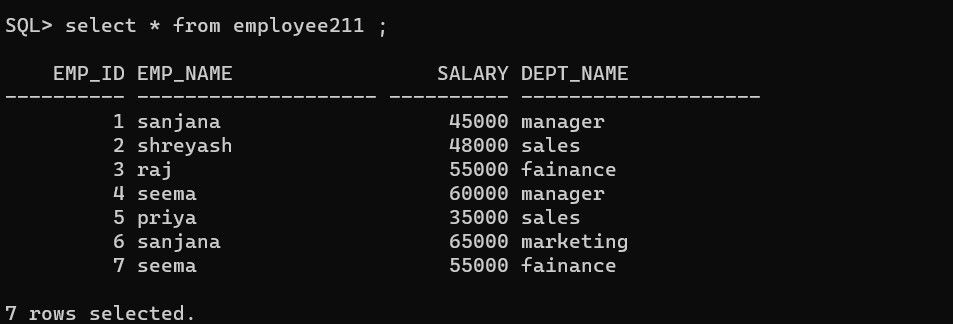 SQL> select * from employee211 ;
    EMP_ID EMP_NAME                 SALARY DEPT_NAME
---------- -------------------- ---------- --------------------
         1 sanjana                   45000 manager
         2 shreyash                  48000 sales
         3 raj                       55000 fainance
         4 seema                     60000 manager
         5 priya                     35000 sales
         6 sanjana                   65000 marketing
         7 seema                     55000 fainance
7 rows selected.